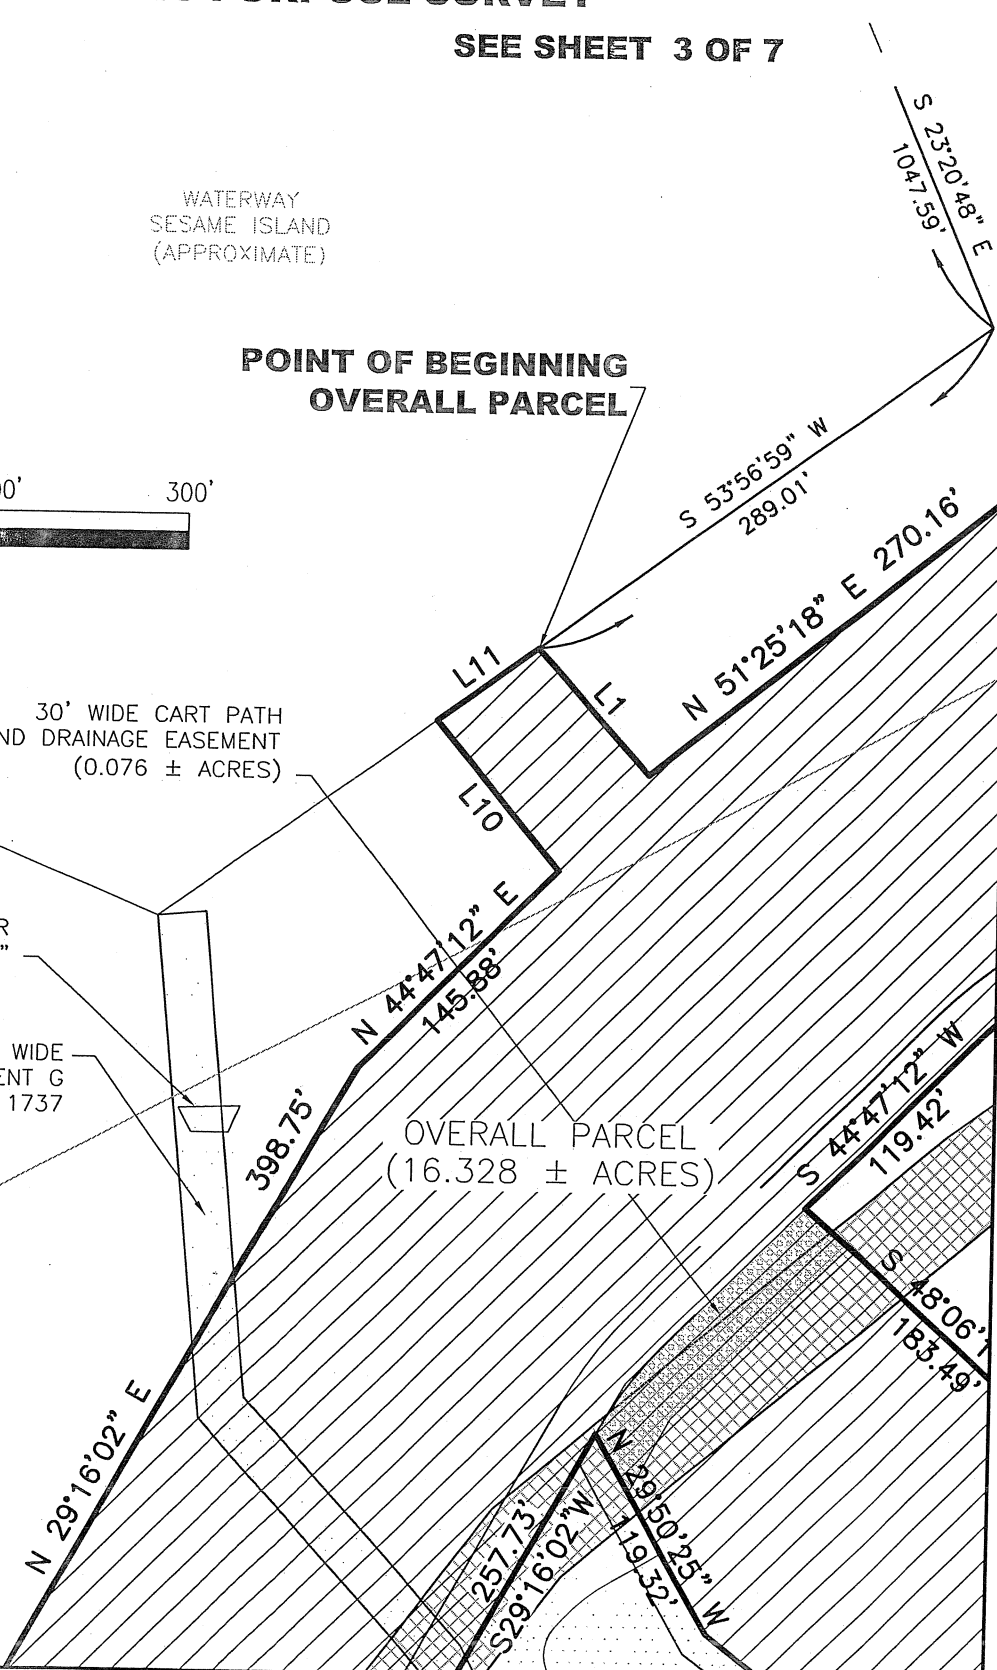 SEE SHEET 3 OF 7
S 23°20'48" E
1047.59'
WATERWAY
SESAME ISLAND
(APPROXIMATE)
POINT OF BEGINNING
OVERALL PARCEL
S 53°56'59" W
289.01'
300'
N 51°25'18" E 270.16'
L11
L1
30' WIDE CART PATH
DRAINAGE EASEMENT
(0.076 ± ACRES)
L10
N 44°47'12" E
145.88'
WIDE
G
1737
398.75'
OVERALL PARCEL
(16.328 ± ACRES)
S 44°47'12" W
119.42'
S 48°06'1
183.49'
N 29°16'02" E
257.73'
S29°16'02"W
N 29°50'25" W
119.32'